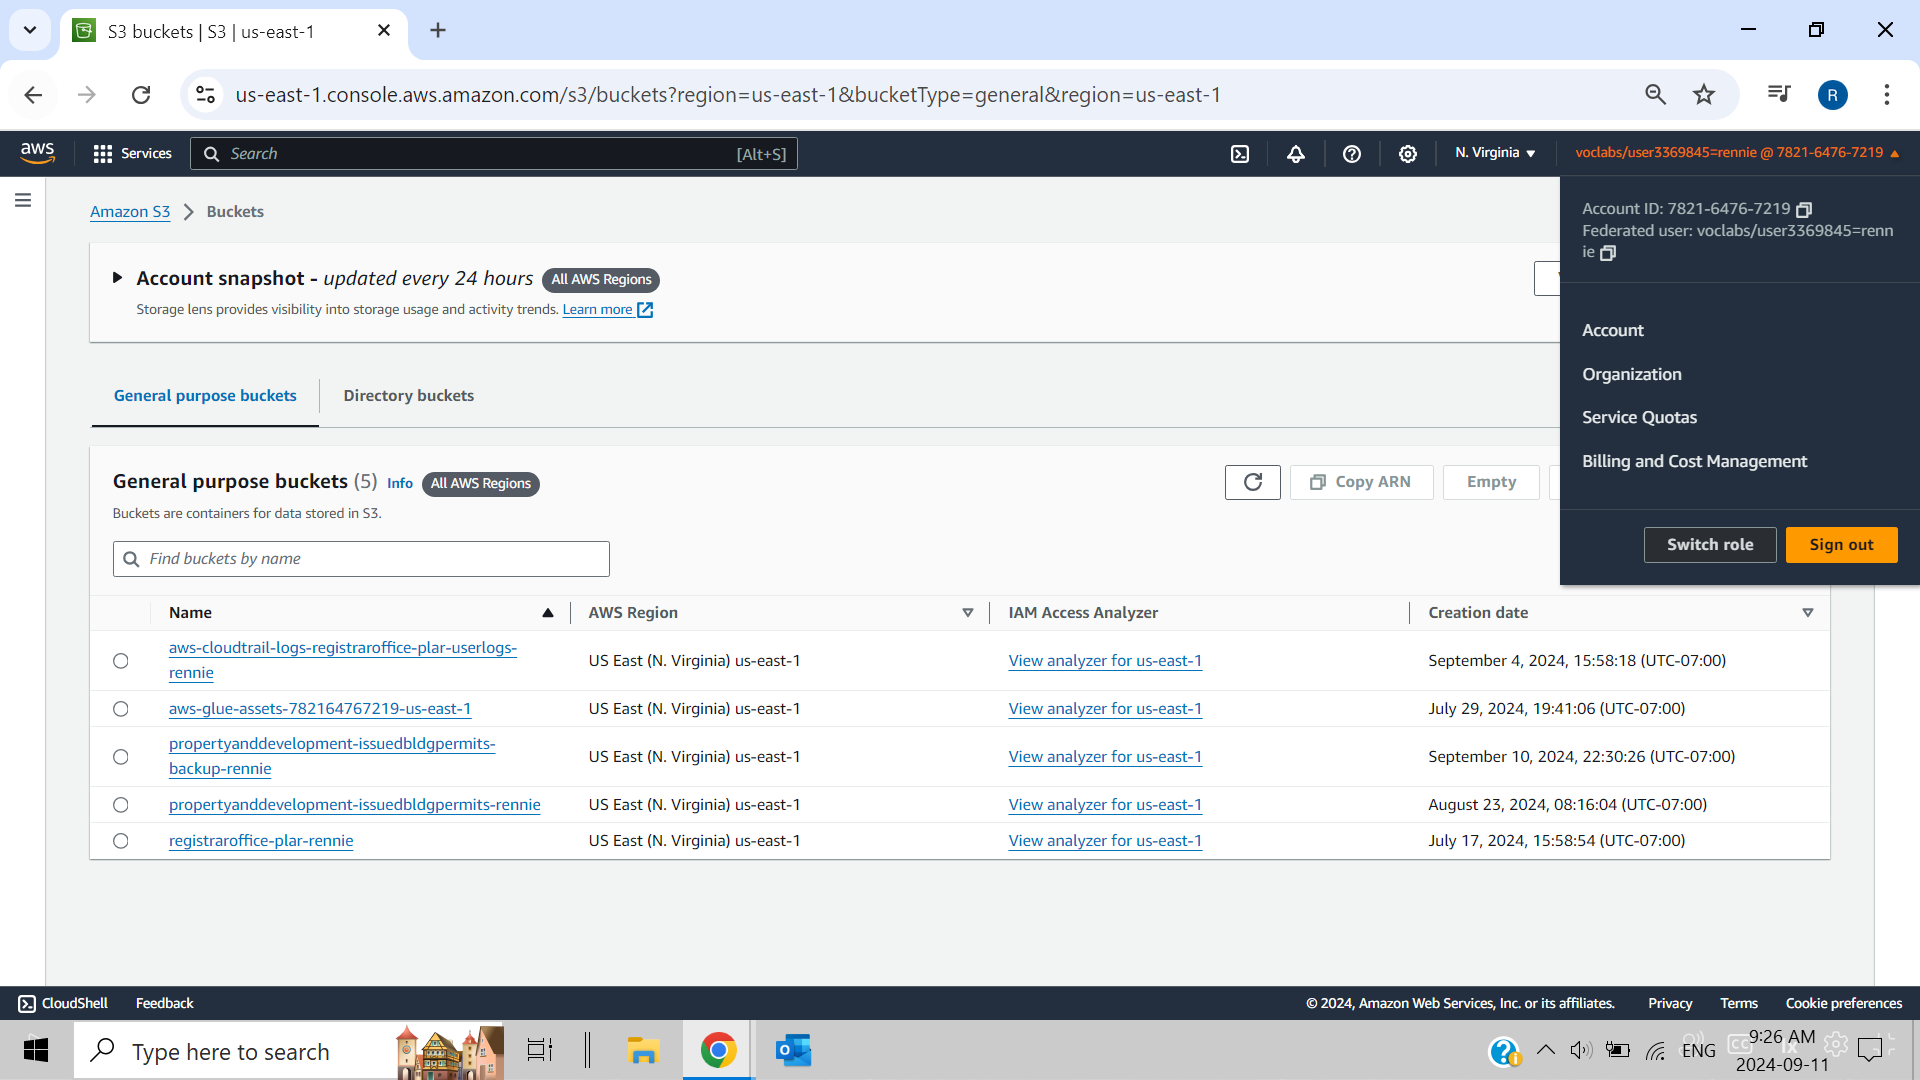 S3 buckets | S3 | us-east-1
us-east-1.console.aws.amazon.com/s3/buckets?region=us-east-1&bucketType=general&region=us-east-1
R
aws
Services
Search
[Alt+S]
N. Virginia
voclabs/user3369845=rennie @ 7821-6476-7219
Account ID: 7821-6476-7219
Federated user: voclabs/user3369845=renn
ie
Account
Organization
Service Quotas
Billing and Cost Management
Switch role
Sign out
Amazon S3
Buckets
Account snapshot - updated every 24 hours
All AWS Regions
Storage lens provides visibility into storage usage and activity trends. Learn more
General purpose buckets
Directory buckets
General purpose buckets (5) Info
All AWS Regions
Copy ARN
Empty
Buckets are containers for data stored in S3.
Find buckets by name
Name
AWS Region
IAM Access Analyzer
Creation date
aws-cloudtrail-logs-registraroffice-plar-userlogs-
rennie
US East (N. Virginia) us-east-1
View analyzer for us-east-1
September 4, 2024, 15:58:18 (UTC-07:00)
aws-glue-assets-782164767219-us-east-1
US East (N. Virginia) us-east-1
View analyzer for us-east-1
July 29, 2024, 19:41:06 (UTC-07:00)
propertyanddevelopment-issuedbldgpermits-
backup-rennie
US East (N. Virginia) us-east-1
View analyzer for us-east-1
September 10, 2024, 22:30:26 (UTC-07:00)
propertyanddevelopment-issuedbldgpermits-rennie
US East (N. Virginia) us-east-1
View analyzer for us-east-1
August 23, 2024, 08:16:04 (UTC-07:00)
registraroffice-plar-rennie
US East (N. Virginia) us-east-1
View analyzer for us-east-1
July 17, 2024, 15:58:54 (UTC-07:00)
CloudShell
Feedback
© 2024, Amazon Web Services, Inc. or its affiliates.
Privacy
Terms
Cookie preferences
Type here to search
ENG
CC
9:26 AM
2024-09-11